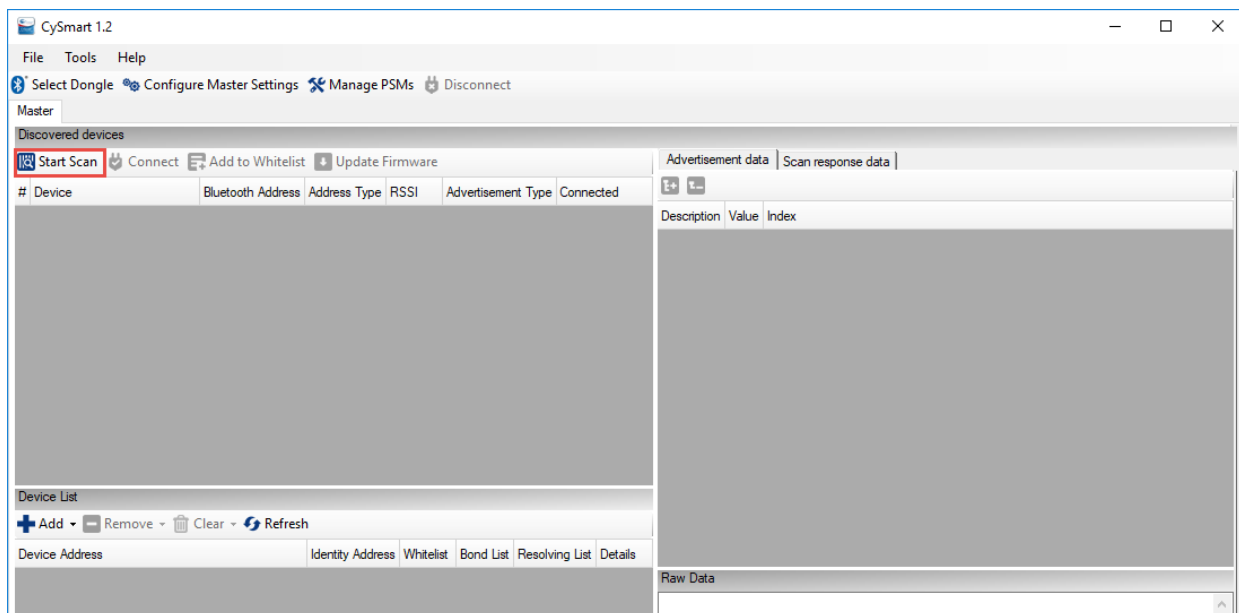 CySmart 1.2
File Tools Help
Select Dongle Configure Master Settings Manage PSMs Disconnect
Master
Discovered devices
Start Scan Connect Add to Whitelist Update Firmware
# Device Bluetooth Address Address Type RSSI Advertisement Type Connected
Advertisement data Scan response data
Description Value Index
Device List
Add Remove Clear Refresh
Device Address Identity Address Whitelist Bond List Resolving List Details
Raw Data